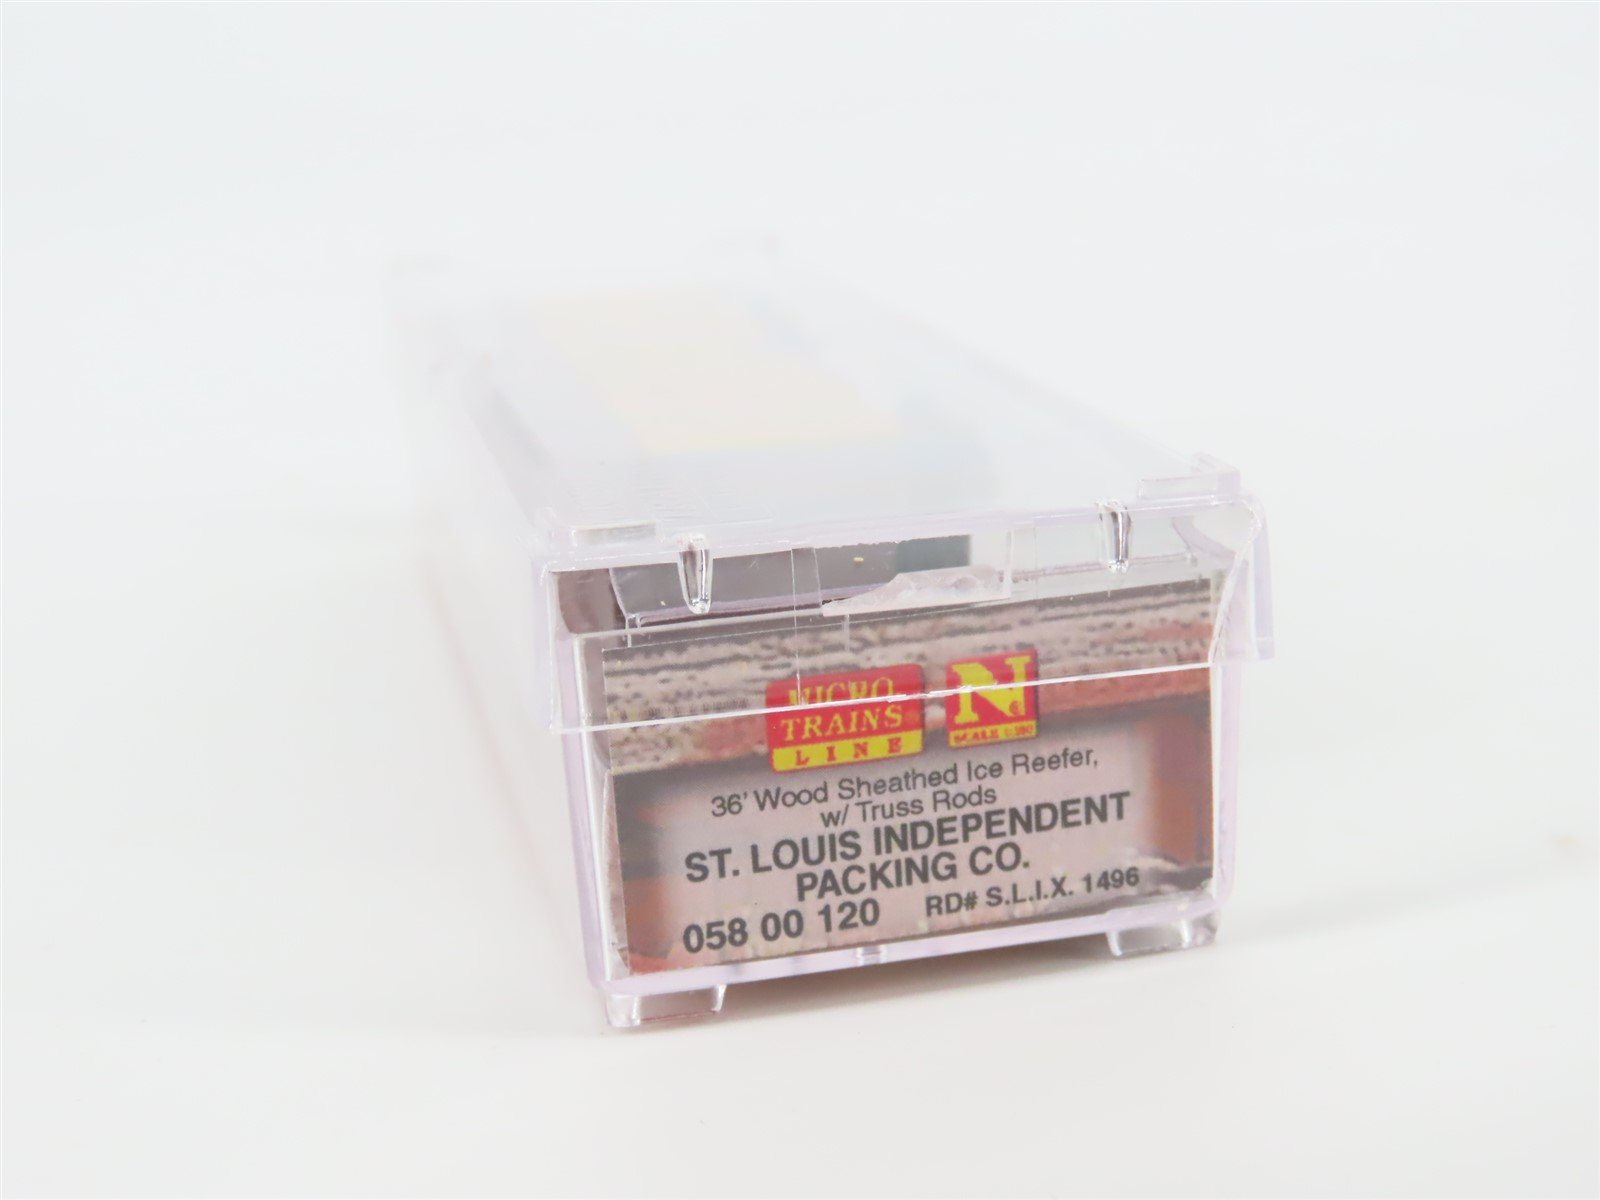 MICRO
TRAINS
LINE
N
SCALE 1:160
36' Wood Sheathed Ice Reefer,
w/ Truss Rods
ST. LOUIS INDEPENDENT
PACKING CO.
058 00 120 RD# S.L.I.X. 1496